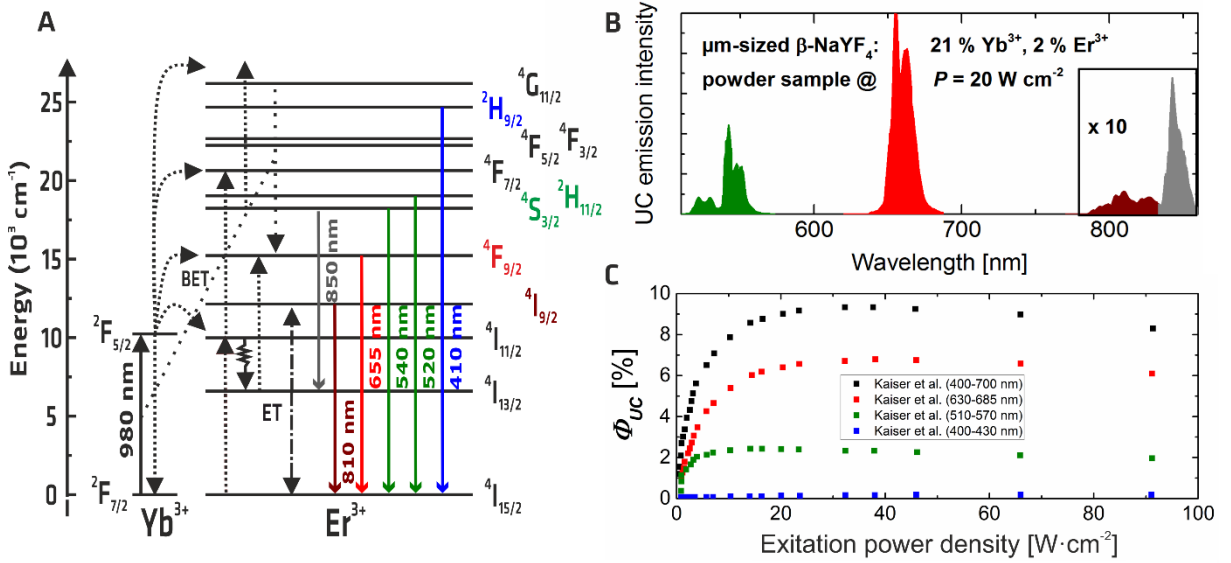 A
Energy (10³ cm⁻¹)
25
20
15
10
5
0
²F₅/₂
²F₇/₂
Yb³⁺
980 nm
BET
ET
Er³⁺
850 nm
810 nm
655 nm
540 nm
520 nm
410 nm
⁴G₁₁/₂
²H₉/₂
⁴F₅/₂ ⁴F₃/₂
⁴F₇/₂
⁴S₃/₂ ²H₁₁/₂
⁴F₉/₂
⁴I₉/₂
⁴I₁₁/₂
⁴I₁₃/₂
⁴I₁₅/₂
B
UC emission intensity
µm-sized β-NaYF₄: 21 % Yb³⁺, 2 % Er³⁺
powder sample @ P = 20 W cm⁻²
x 10
600 700 800
Wavelength [nm]
C
Φ_UC [%]
10
8
6
4
2
0
Kaiser et al. (400-700 nm)
Kaiser et al. (630-685 nm)
Kaiser et al. (510-570 nm)
Kaiser et al. (400-430 nm)
0 20 40 60 80 100
Exitation power density [W·cm⁻²]